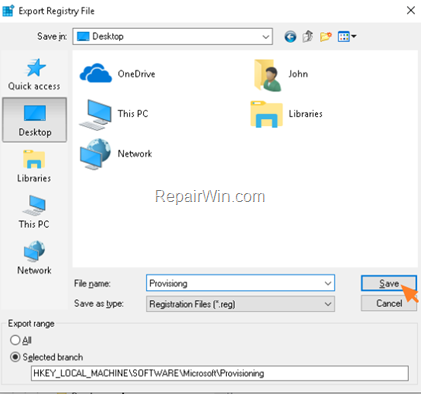 Export Registry File
Save in:
Desktop
Quick access
Desktop
Libraries
This PC
Network
OneDrive
John
This PC
Libraries
Network
RepairWin.com
File name:
Provisiong
Save
Save as type:
Registration Files (*.reg)
Cancel
Export range
All
Selected branch
HKEY_LOCAL_MACHINE\SOFTWARE\Microsoft\Provisioning